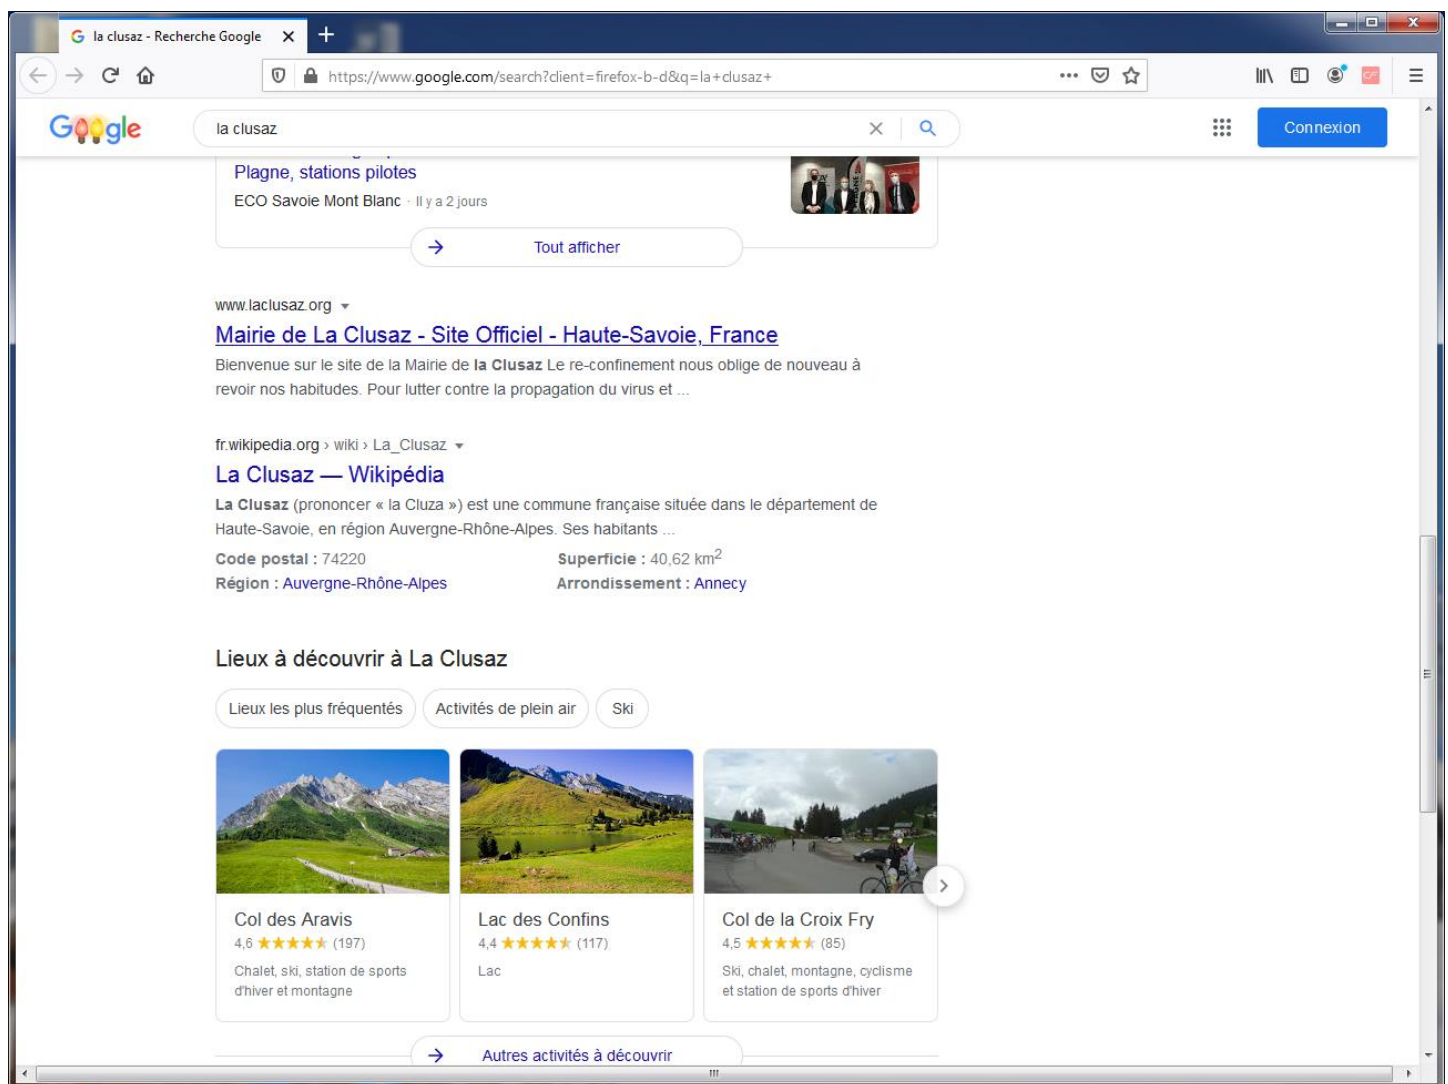 la clusaz - Recherche Google
https://www.google.com/search?client=firefox-b-d&q=la+clusaz+
Google
la clusaz
Connexion
Plagne, stations pilotes
ECO Savoie Mont Blanc · Il y a 2 jours
Tout afficher
www.laclusaz.org
Mairie de La Clusaz - Site Officiel - Haute-Savoie, France
Bienvenue sur le site de la Mairie de la Clusaz Le re-confinement nous oblige de nouveau à
revoir nos habitudes. Pour lutter contre la propagation du virus et ...
fr.wikipedia.org › wiki › La_Clusaz
La Clusaz — Wikipédia
La Clusaz (prononcer « la Cluza ») est une commune française située dans le département de
Haute-Savoie, en région Auvergne-Rhône-Alpes. Ses habitants ...
Code postal : 74220 Superficie : 40,62 km²
Région : Auvergne-Rhône-Alpes Arrondissement : Annecy
Lieux à découvrir à La Clusaz
Lieux les plus fréquentés Activités de plein air Ski
Col des Aravis
4,6 (197)
Chalet, ski, station de sports
d'hiver et montagne
Lac des Confins
4,4 (117)
Lac
Col de la Croix Fry
4,5 (85)
Ski, chalet, montagne, cyclisme
et station de sports d'hiver
Autres activités à découvrir